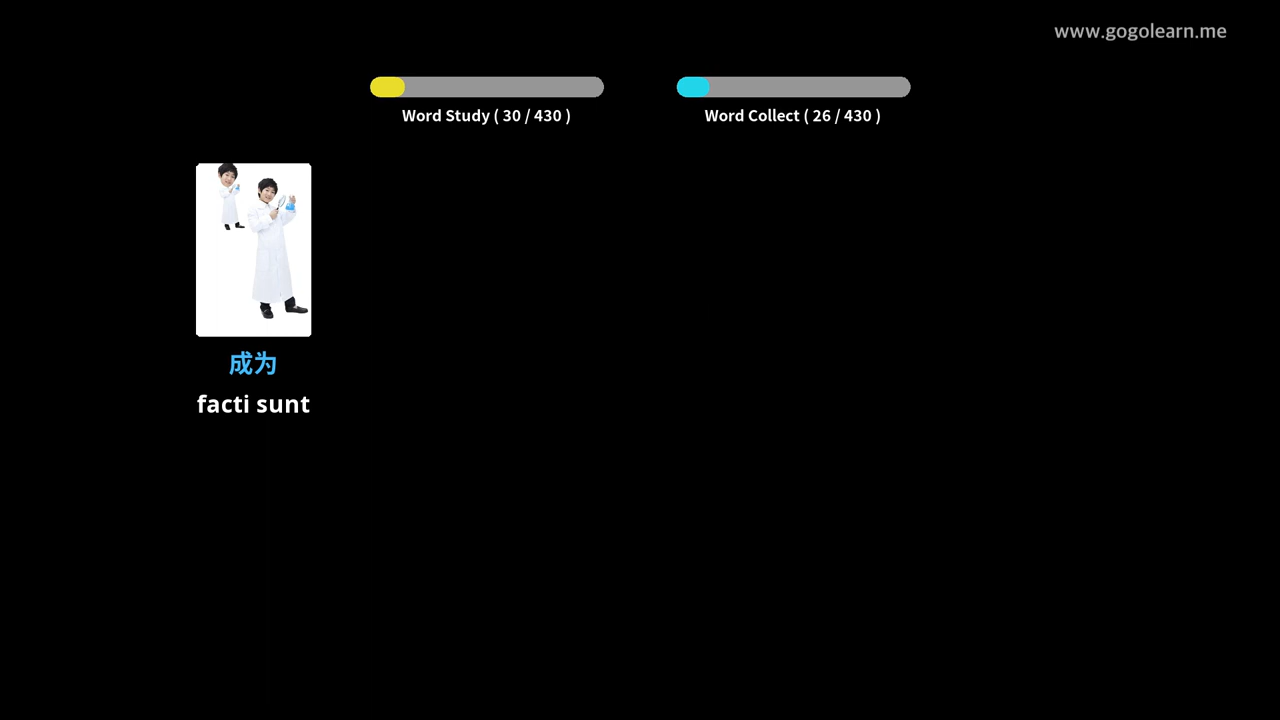 www.gogolearn.me
Word Study ( 30 / 430 )
Word Collect ( 26 / 430 )
成为
facti sunt